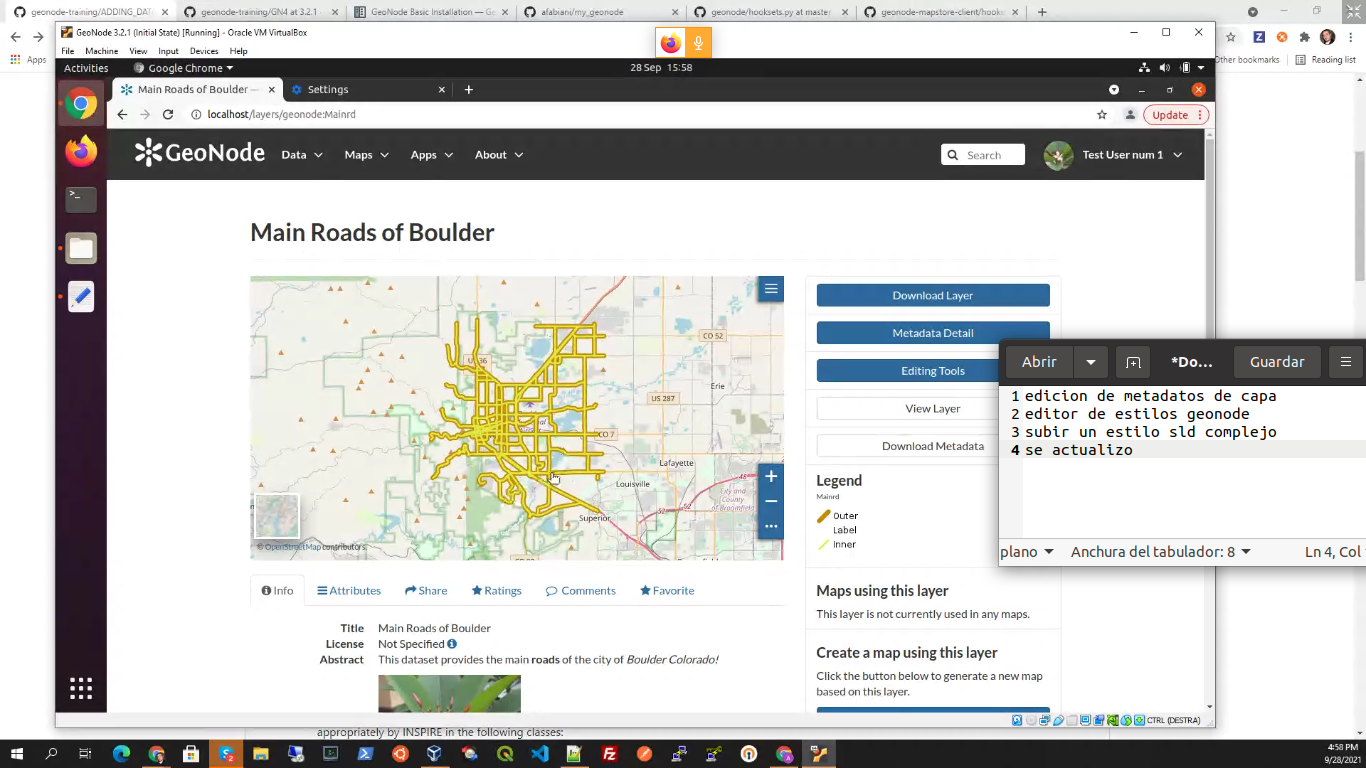 geonode-training/ADDING_DAT
geonode-training/GN4 at 3.2.1
GeoNode Basic Installation — Ge
afabiani/my_geonode
geonode/hooksets.py at master
geonode-mapstore-client/hooks
Apps
Other bookmarks
Reading list
GeoNode 3.2.1 (Initial State) [Running] - Oracle VM VirtualBox
File Machine View Input Devices Help
Activities
Google Chrome
28 Sep 15:58
Main Roads of Boulder —
Settings
localhost/layers/geonode:Mainrd
Update
GeoNode
Data
Maps
Apps
About
Search
Test User num 1
Main Roads of Boulder
CO 52
Erie
US 36
US 287
CO 7
Lafayette
Louisville
City and
County
of Broomfield
Superior
© OpenStreetMap contributors.
Download Layer
Metadata Detail
Editing Tools
View Layer
Download Metadata
Legend
Mainrd
Outer
Label
Inner
Maps using this layer
This layer is not currently used in any maps.
Create a map using this layer
Click the button below to generate a new map
based on this layer.
Info
Attributes
Share
Ratings
Comments
Favorite
Title Main Roads of Boulder
License Not Specified
Abstract This dataset provides the main roads of the city of Boulder Colorado!
Abrir
*Do...
Guardar
1 edicion de metadatos de capa
2 editor de estilos geonode
3 subir un estilo sld complejo
4 se actualizo
plano
Anchura del tabulador: 8
Ln 4, Col
CTRL (DESTRA)
appropriately by INSPIRE in the following classes:
4:58 PM
9/28/2021